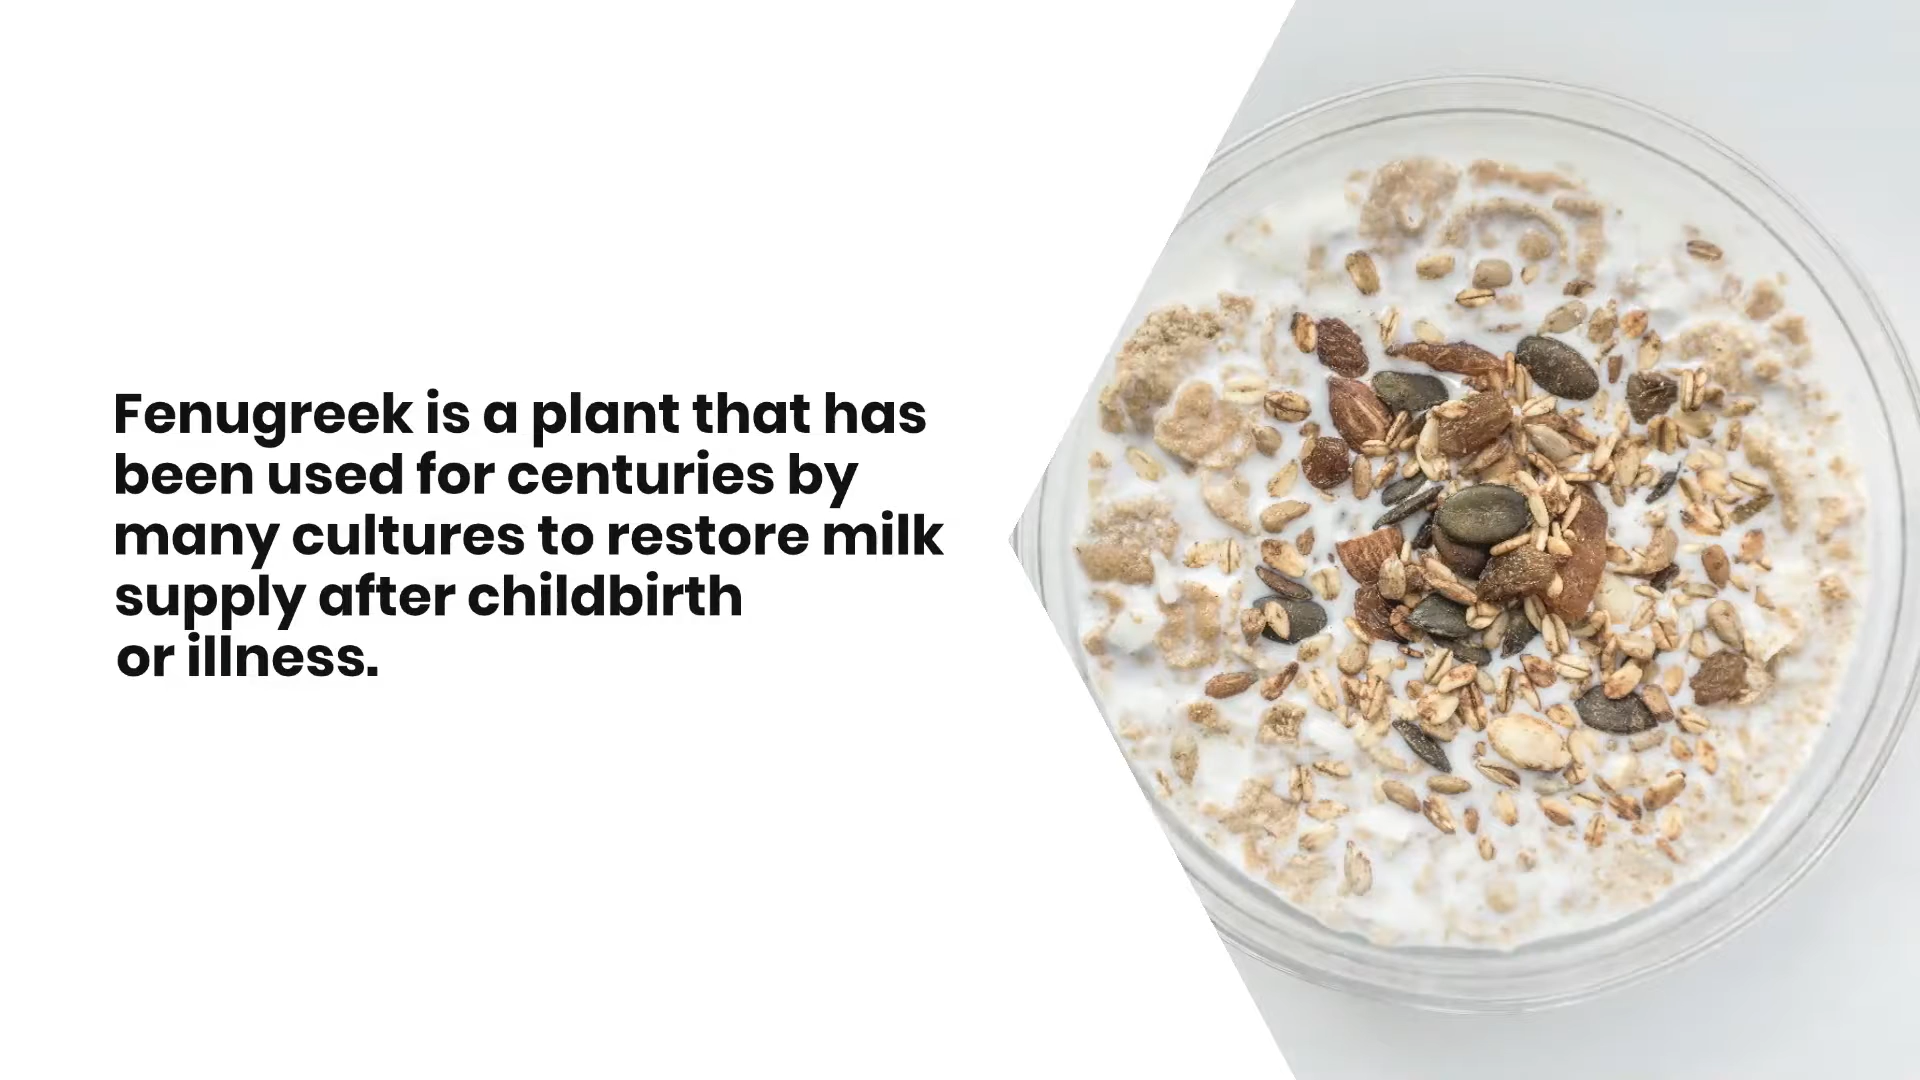 Fenugreek is a plant that has
been used for centuries by
many cultures to restore milk
supply after childbirth
or illness.